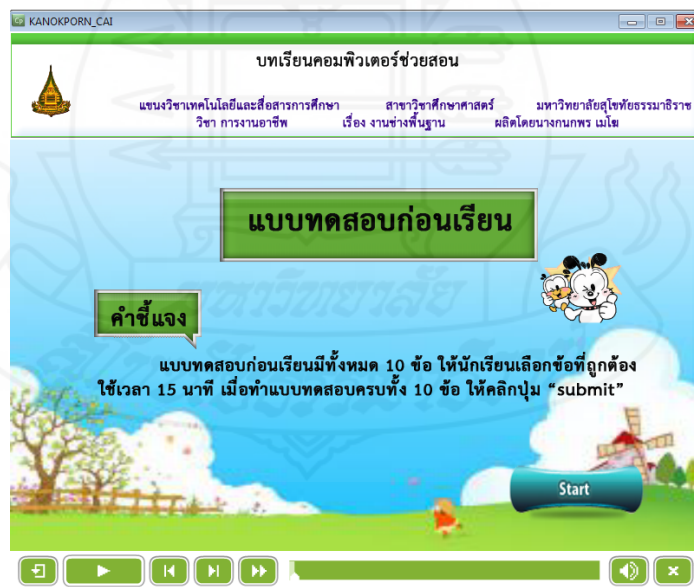 KANOKPORN_CAI
บทเรียนคอมพิวเตอร์ช่วยสอน
แขนงวิชาเทคโนโลยีและสื่อสารการศึกษา สาขาวิชาศึกษาศาสตร์ มหาวิทยาลัยสุโขทัยธรรมาธิราช
วิชา การงานอาชีพ เรื่อง งานช่างพื้นฐาน ผลิตโดยนางกนกพร เมโฆ
แบบทดสอบก่อนเรียน
คำชี้แจง
แบบทดสอบก่อนเรียนมีทั้งหมด 10 ข้อ ให้นักเรียนเลือกข้อที่ถูกต้อง
ใช้เวลา 15 นาที เมื่อทำแบบทดสอบครบทั้ง 10 ข้อ ให้คลิกปุ่ม “submit”
Start